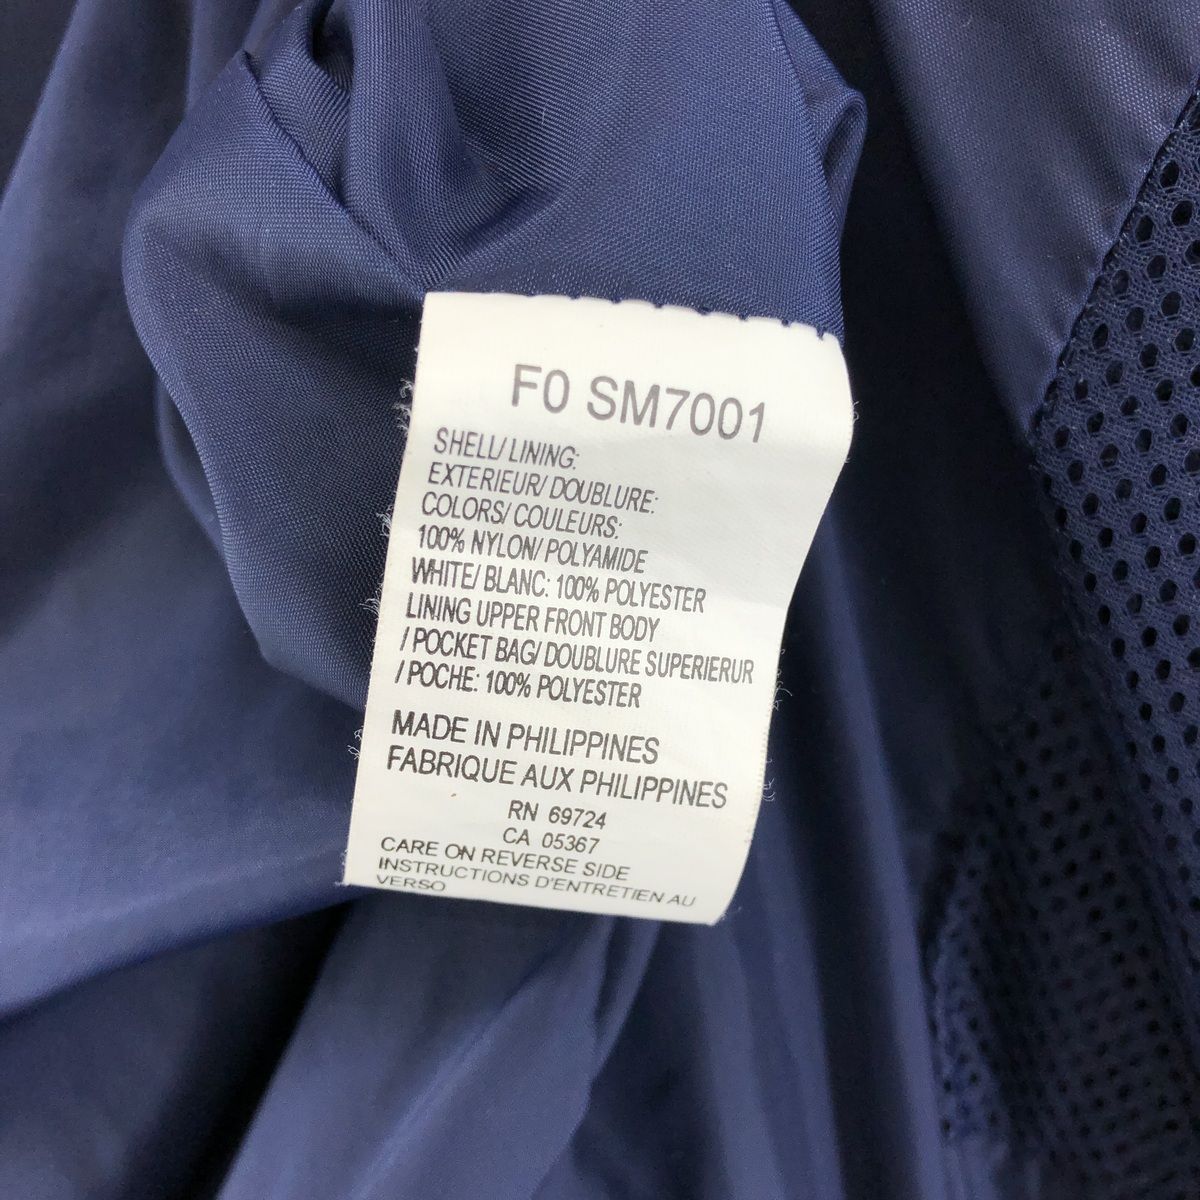 F0 SM7001
SHELL/ LINING:
EXTERIEUR/ DOUBLURE:
COLORS/ COULEURS:
100% NYLON/ POLYAMIDE
WHITE/ BLANC: 100% POLYESTER
LINING UPPER FRONT BODY
/ POCKET BAG/ DOUBLURE SUPERIERUR
/ POCHE: 100% POLYESTER
MADE IN PHILIPPINES
FABRIQUE AUX PHILIPPINES
RN 69724
CA 05367
CARE ON REVERSE SIDE
INSTRUCTIONS D'ENTRETIEN AU
VERSO